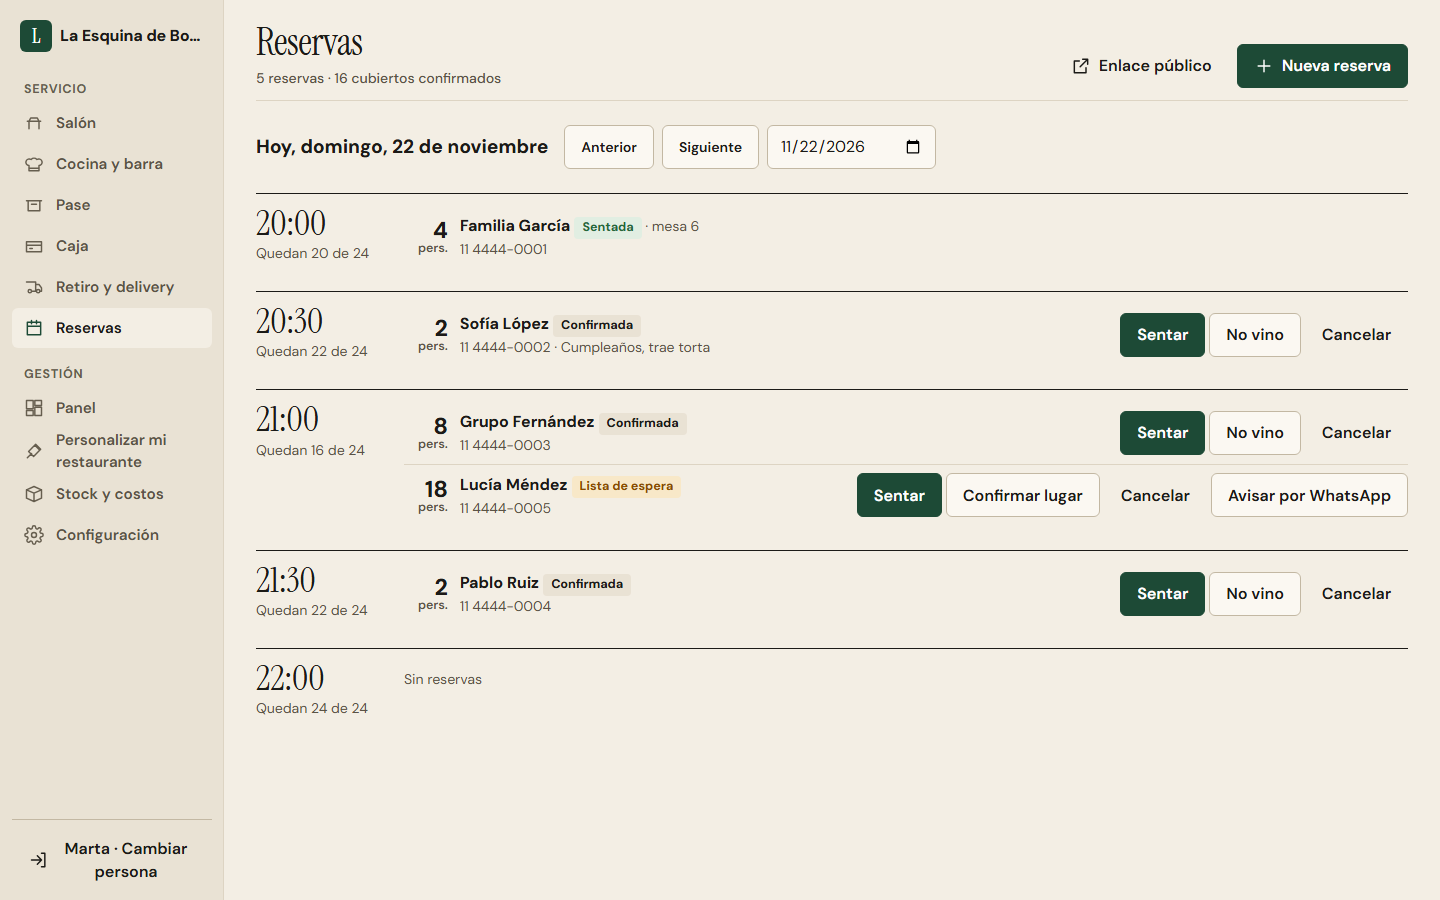 L La Esquina de Bo...
SERVICIO
Salón
Cocina y barra
Pase
Caja
Retiro y delivery
Reservas
GESTIÓN
Panel
Personalizar mi
restaurante
Stock y costos
Configuración
Marta · Cambiar
persona
Reservas
5 reservas · 16 cubiertos confirmados
Enlace público
Nueva reserva
Hoy, domingo, 22 de noviembre
Anterior
Siguiente
11/22/2026
20:00
Quedan 20 de 24
4 pers.
Familia García Sentada · mesa 6
11 4444-0001
20:30
Quedan 22 de 24
2 pers.
Sofía López Confirmada
11 4444-0002 · Cumpleaños, trae torta
Sentar
No vino
Cancelar
21:00
Quedan 16 de 24
8 pers.
Grupo Fernández Confirmada
11 4444-0003
Sentar
No vino
Cancelar
18 pers.
Lucía Méndez Lista de espera
11 4444-0005
Sentar
Confirmar lugar
Cancelar
Avisar por WhatsApp
21:30
Quedan 22 de 24
2 pers.
Pablo Ruiz Confirmada
11 4444-0004
Sentar
No vino
Cancelar
22:00
Quedan 24 de 24
Sin reservas